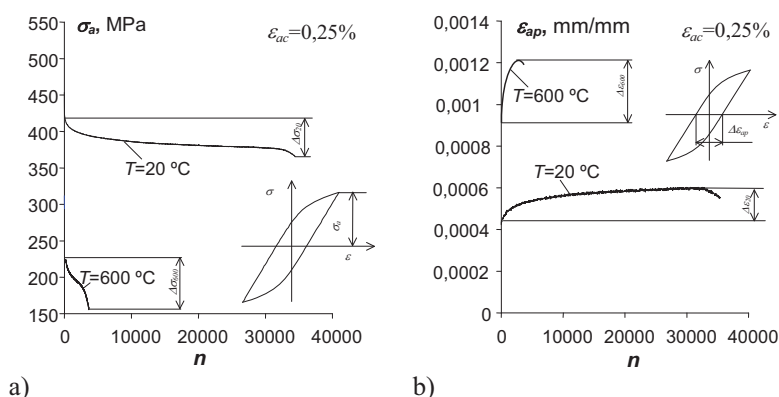 σa, MPa
εac=0,25%
550
500
450
400
350
300
250
200
150
Δσ20
T=20 ºC
σ
σa
ε
T=600 ºC
Δσ600
0 10000 20000 30000 40000
n
a)
εap, mm/mm
εac=0,25%
0,0014
0,0012
0,001
0,0008
0,0006
0,0004
0,0002
0
T=600 ºC
Δε600
σ
ε
Δεap
T=20 ºC
Δε20
0 10000 20000 30000 40000
n
b)